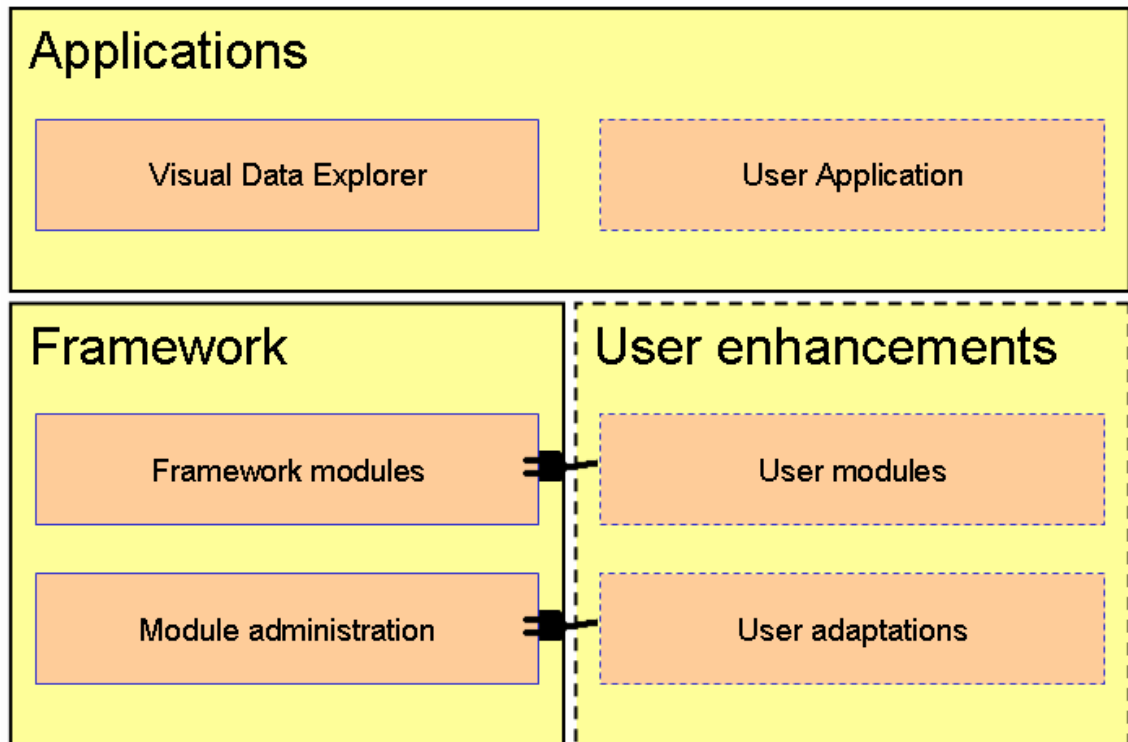 Applications
Visual Data Explorer
User Application
Framework
User enhancements
Framework modules
User modules
Module administration
User adaptations